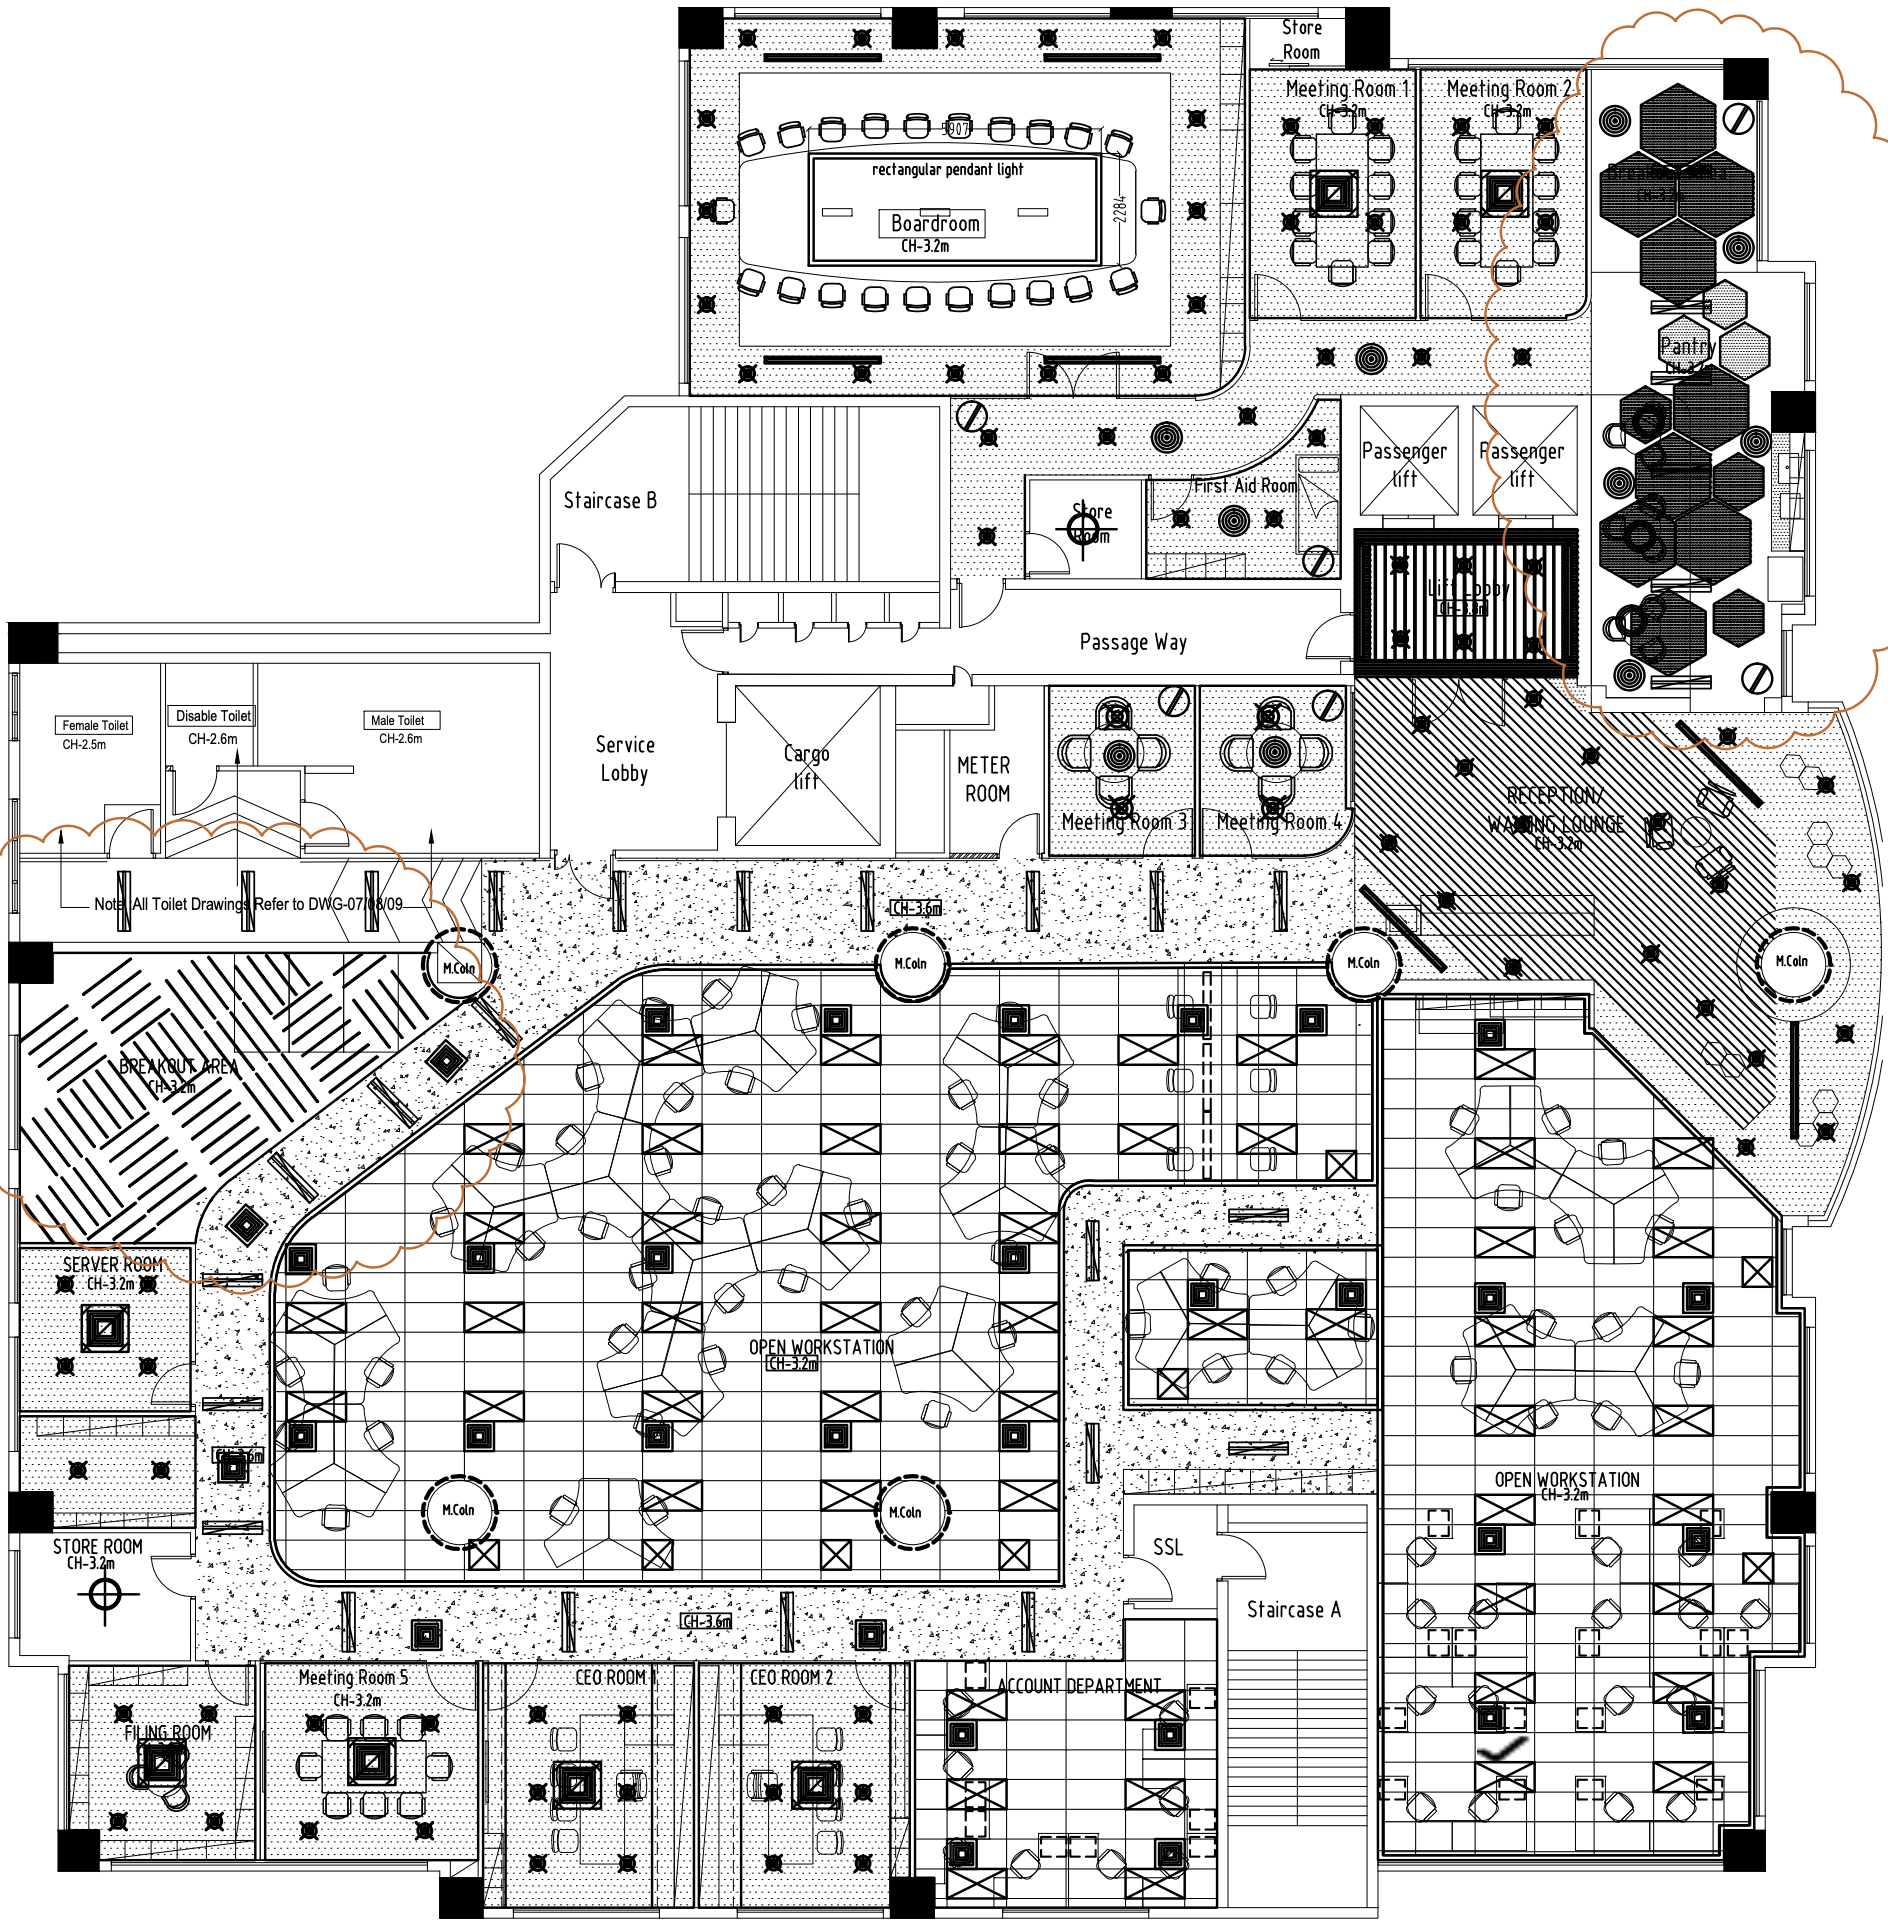 Store
Room
Meeting Room 1
CH-3.2m
Meeting Room 2
CH-3.2m
5907
rectangular pendant light
2284
Boardroom
CH-3.2m
Pantry
CH-3.2m
Passenger
lift
Passenger
lift
First Aid Room
Staircase B
Store
Room
Lift Lobby
CH-3.3m
Passage Way
Female Toilet
CH-2.5m
Disable Toilet
CH-2.6m
Male Toilet
CH-2.6m
Service
Lobby
Cargo
lift
METER
ROOM
Meeting Room 3
Meeting Room 4
RECEPTION/
WAITING LOUNGE
CH-3.2m
Note: All Toilet Drawings Refer to DWG-07/08/09
CH-3.6m
M.Coln
M.Coln
M.Coln
M.Coln
BREAKOUT AREA
CH-3.2m
SERVER ROOM
CH-3.2m
OPEN WORKSTATION
CH-3.2m
CH-3.6m
OPEN WORKSTATION
CH-3.2m
M.Coln
M.Coln
STORE ROOM
CH-3.2m
SSL
CH-3.6m
Staircase A
Meeting Room 5
CH-3.2m
CEO ROOM 1
CEO ROOM 2
ACCOUNT DEPARTMENT
FILING ROOM